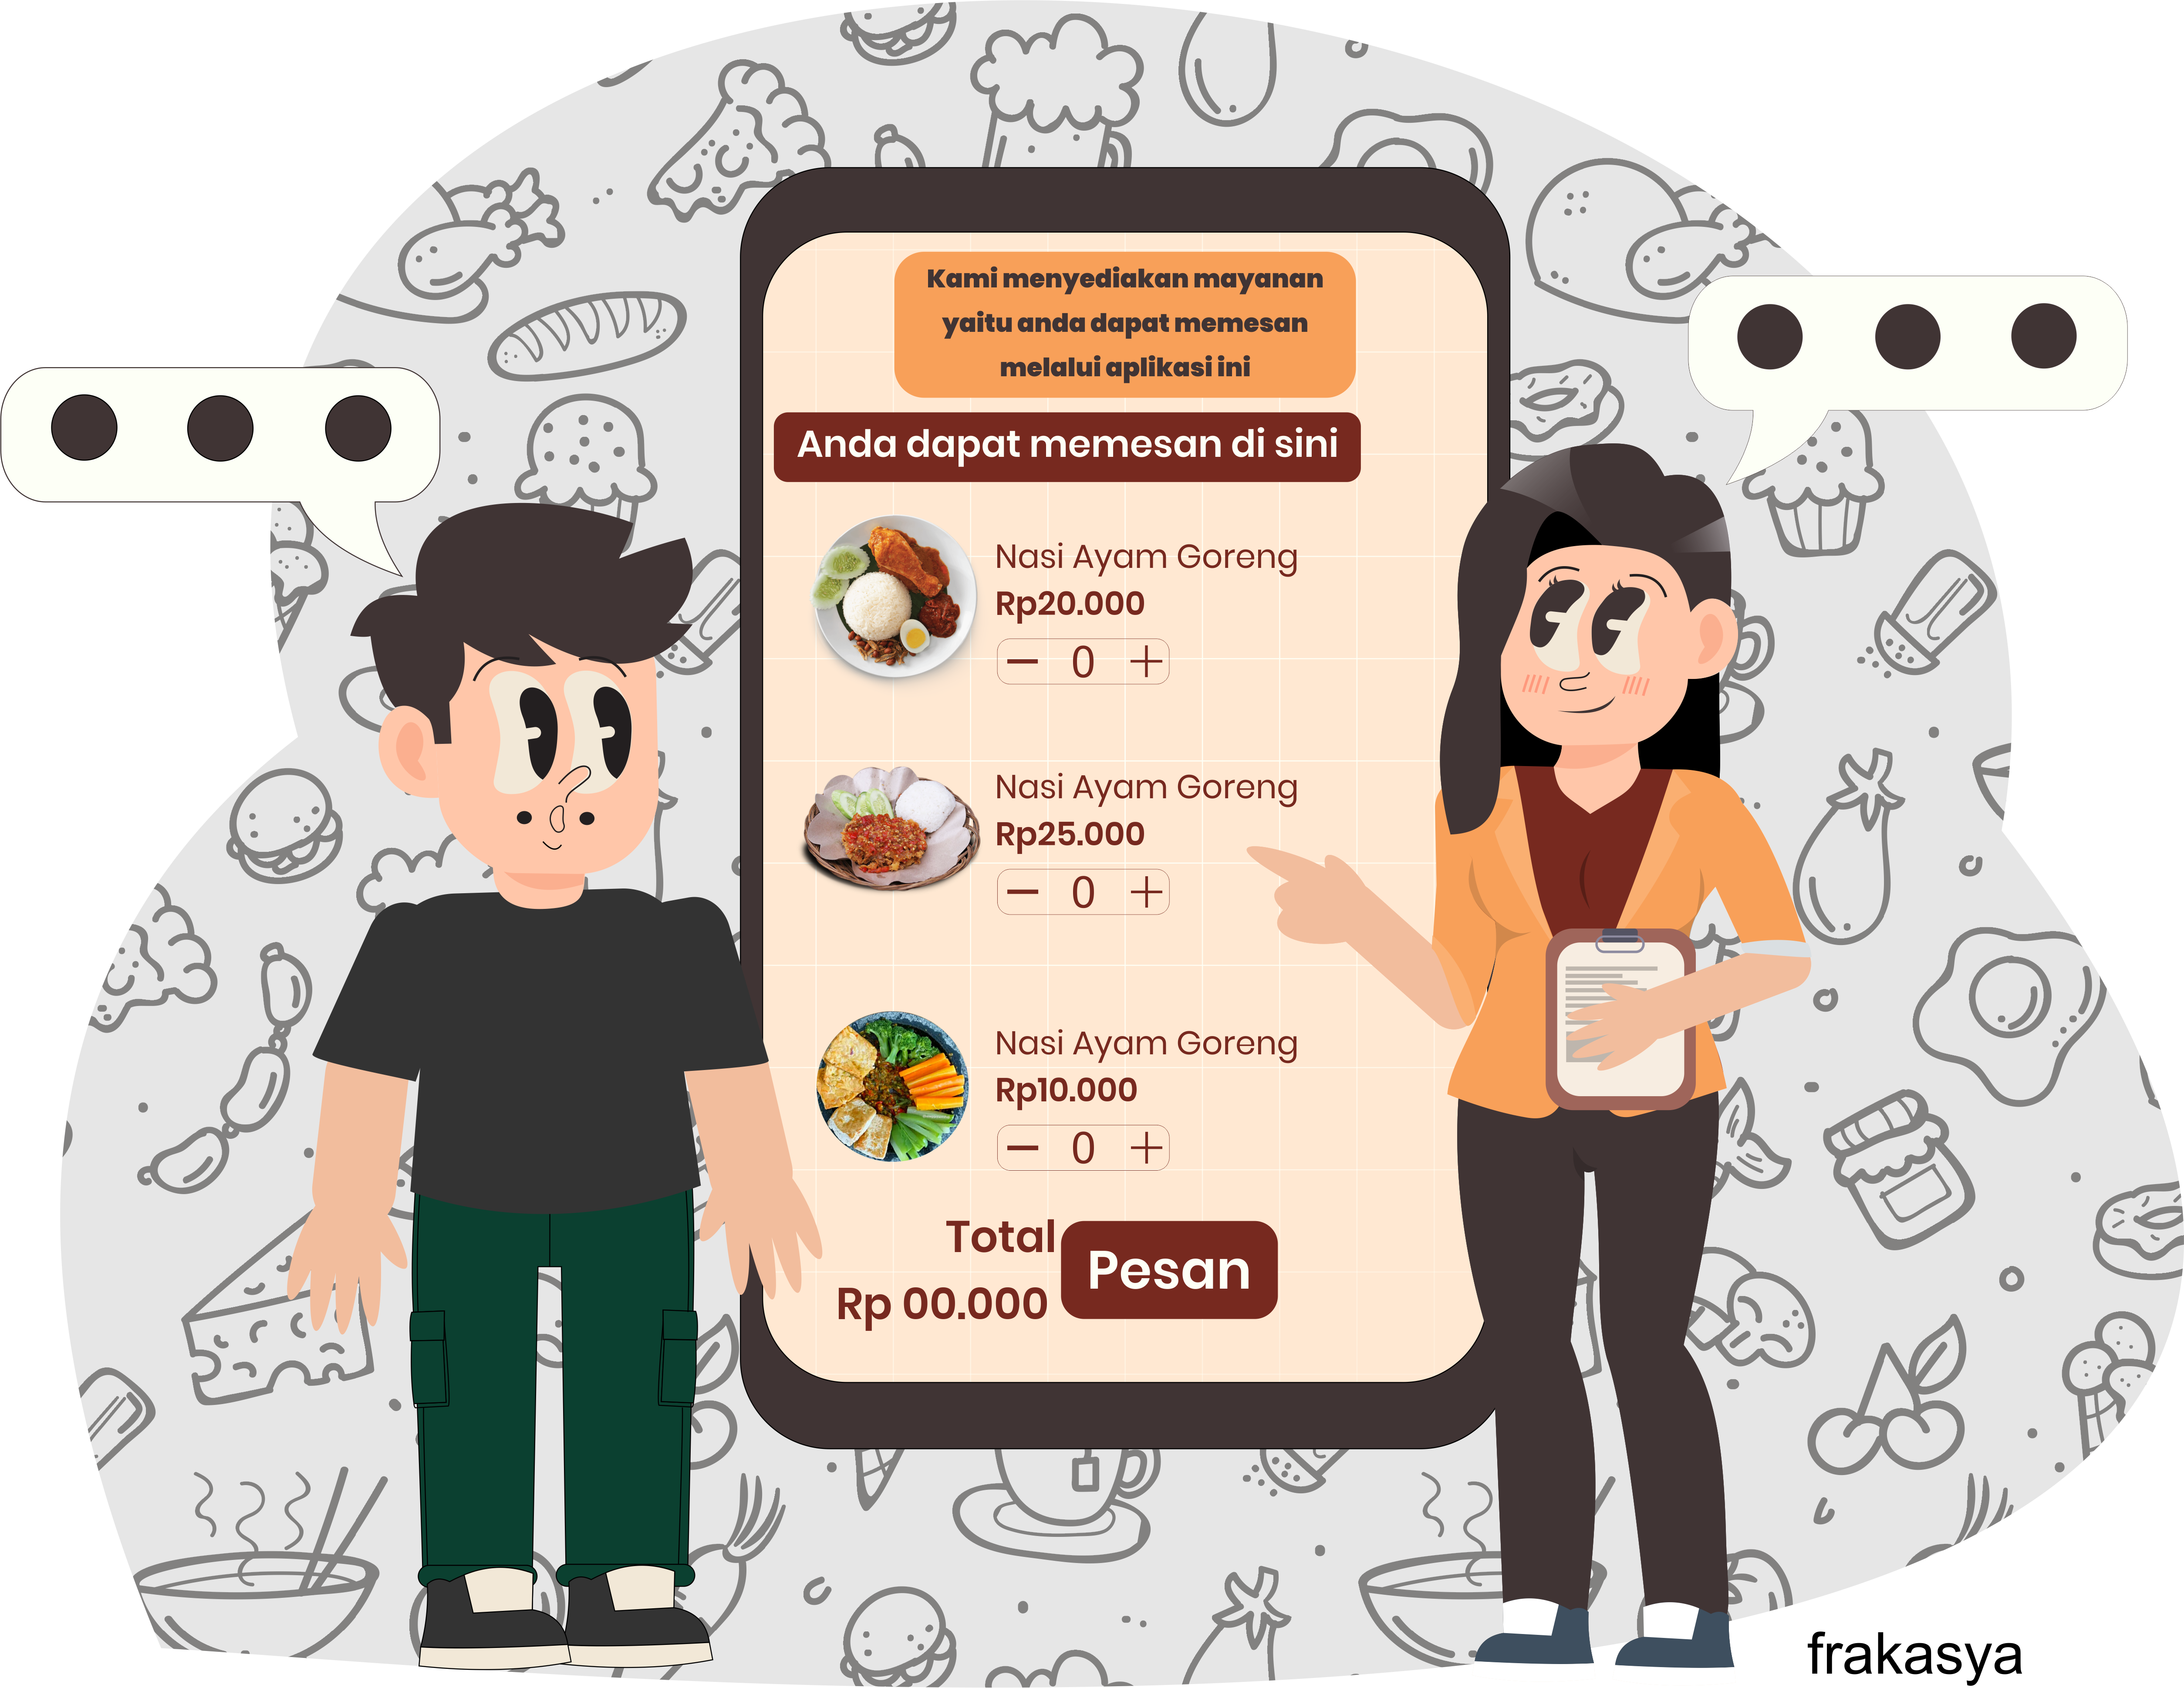 Kami menyediakan mayanan
yaitu anda dapat memesan
melalui aplikasi ini
Anda dapat memesan di sini
Nasi Ayam Goreng
Rp20.000
− 0 +
Nasi Ayam Goreng
Rp25.000
− 0 +
Nasi Ayam Goreng
Rp10.000
− 0 +
Total
Rp 00.000
Pesan
frakasya